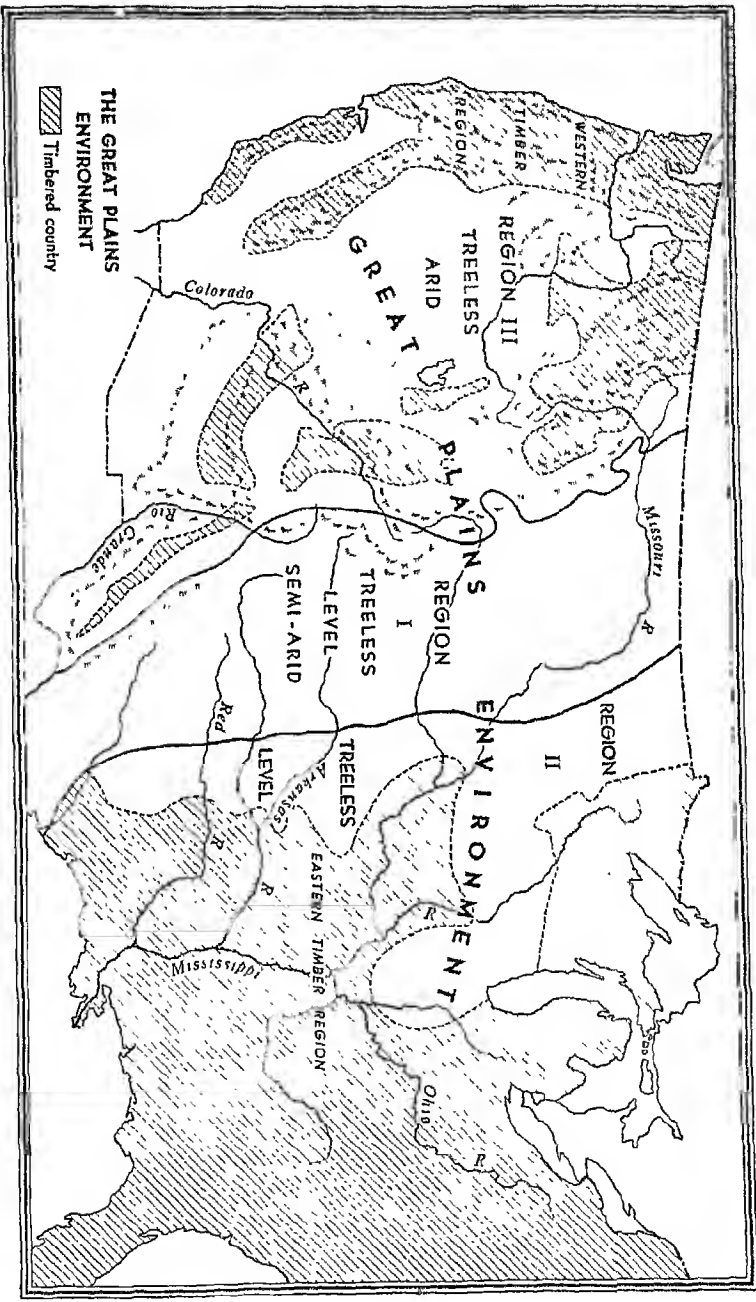 THE GREAT PLAINS
ENVIRONMENT
Timbered country
WESTERN
TIMBER
REGION
REGION III
TREELESS
ARID
GREAT PLAINS ENVIRONMENT
Colorado
R
Rio
Grande
Missouri
R
REGION
I
TREELESS
LEVEL
SEMI-ARID
REGION
II
TREELESS
LEVEL
Arkansas
R
Red
R
R
Mississippi
EASTERN TIMBER REGION
Ohio
R